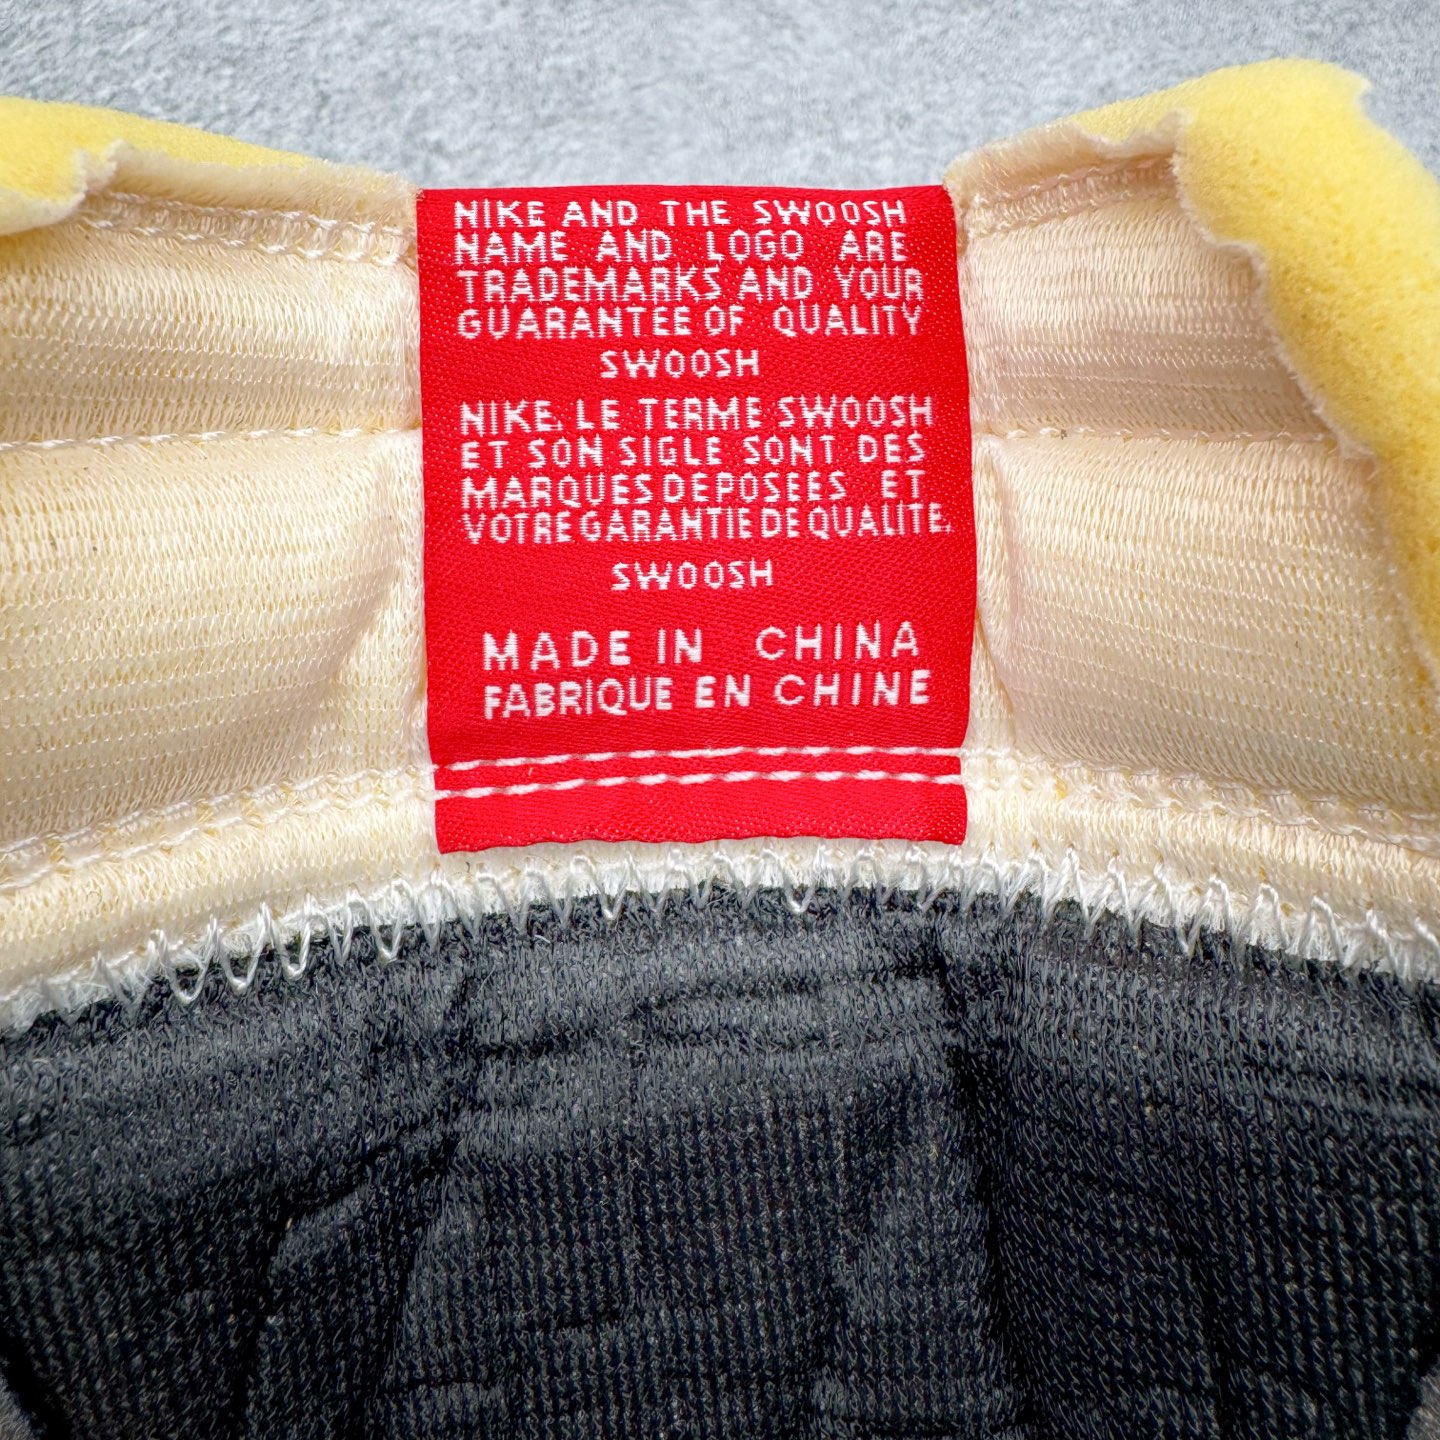 NIKE AND THE SWOOSH
NAME AND LOGO ARE
TRADEMARKS AND YOUR
GUARANTEE OF QUALITY
SWOOSH
NIKE, LE TERME SWOOSH
ET SON SIGLE SONT DES
MARQUES DEPOSEES ET
VOTRE GARANTIE DE QUALITE,
SWOOSH
MADE IN CHINA
FABRIQUE EN CHINE